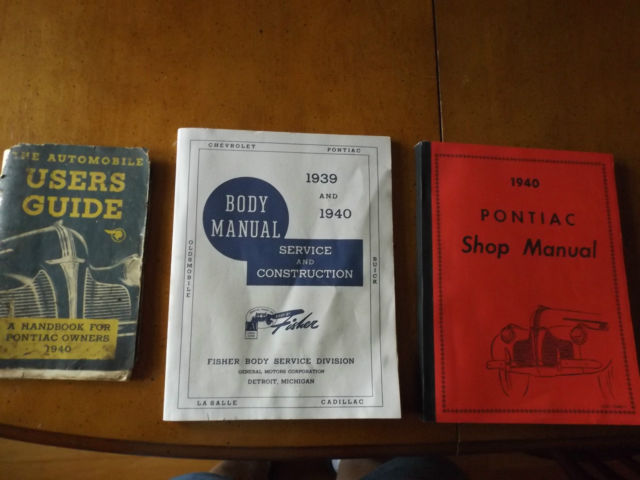 THE AUTOMOBILE
USERS
GUIDE
A HANDBOOK FOR
PONTIAC OWNERS
1940
CHEVROLET PONTIAC
1939
AND
1940
BODY
MANUAL
SERVICE
AND
CONSTRUCTION
OLDSMOBILE
BUICK
Fisher
FISHER BODY SERVICE DIVISION
GENERAL MOTORS CORPORATION
DETROIT, MICHIGAN
LA SALLE CADILLAC
1940
PONTIAC
Shop Manual